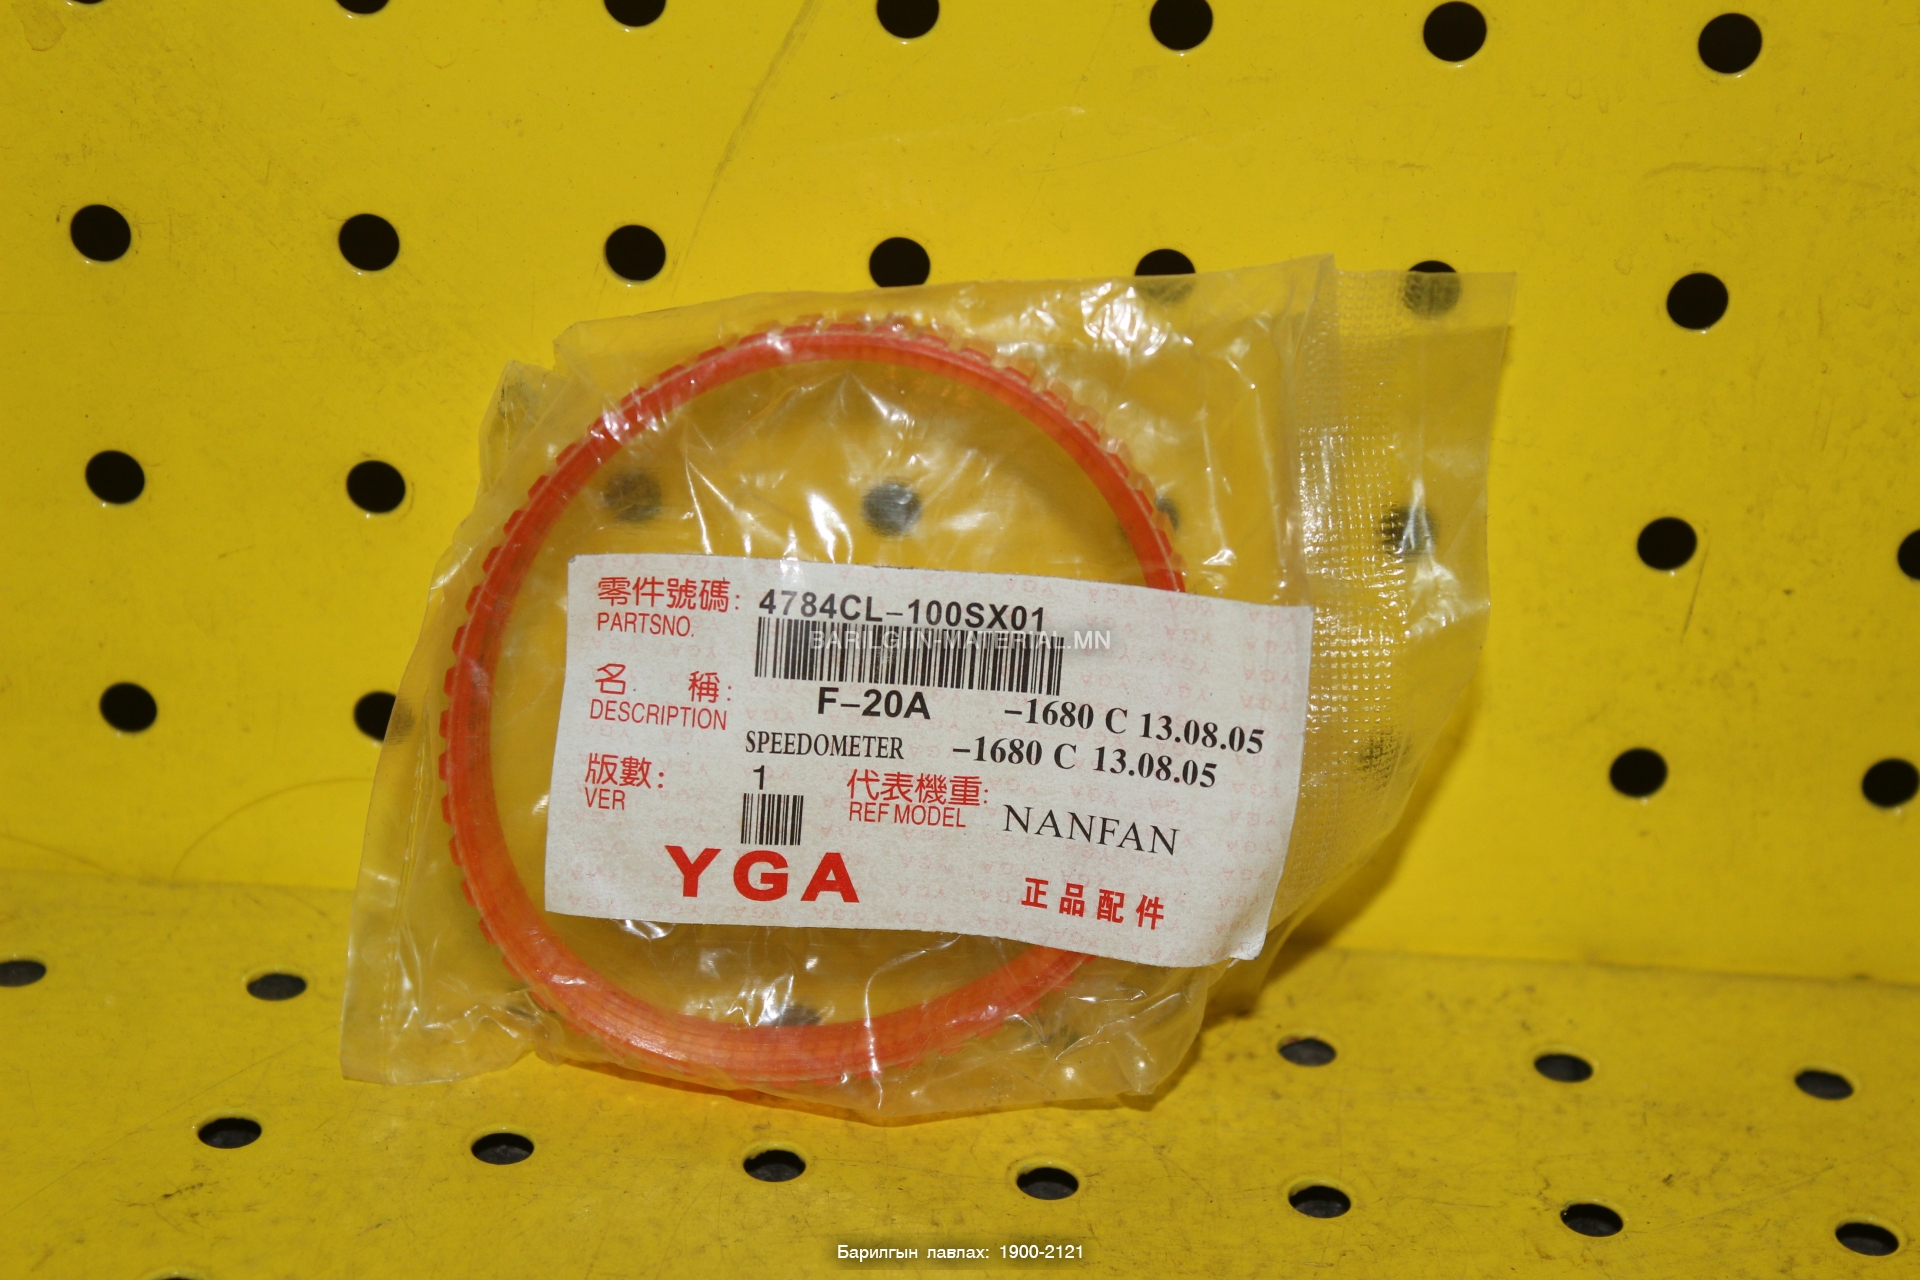 零件號碼: 4784CL-100SX01
PARTSNO.
BARILGIIN-MATERIAL.MN
名 稱: F-20A -1680 C 13.08.05
DESCRIPTION SPEEDOMETER -1680 C 13.08.05
版數: 1 代表機重:
VER REF MODEL NANFAN
YGA 正品配件
Барилгын лавлах: 1900-2121